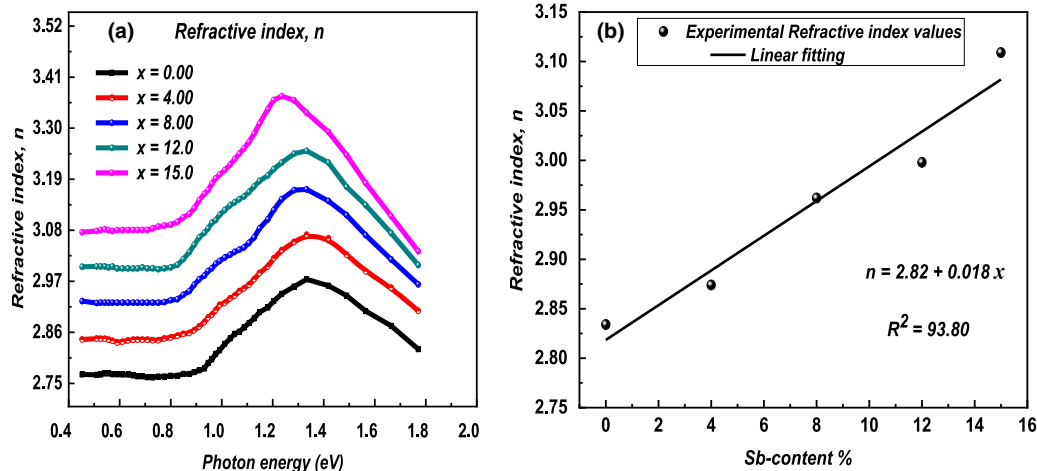 (a) Refractive index, n
x = 0.00
x = 4.00
x = 8.00
x = 12.0
x = 15.0
3.52
3.41
3.30
3.19
3.08
2.97
2.86
2.75
Refractive index, n
0.4 0.6 0.8 1.0 1.2 1.4 1.6 1.8 2.0
Photon energy (eV)
(b) Experimental Refractive index values
Linear fitting
3.15
3.10
3.05
3.00
2.95
2.90
2.85
2.80
2.75
Refractive index, n
n = 2.82 + 0.018 x
R² = 93.80
0 2 4 6 8 10 12 14 16
Sb-content %